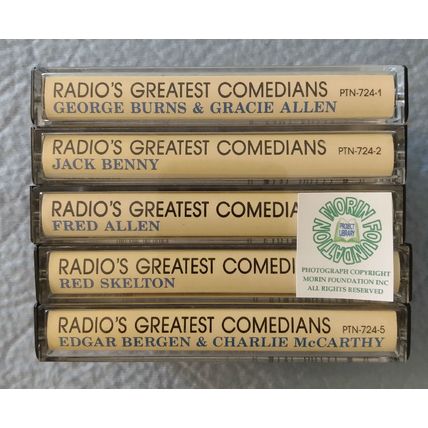 RADIO'S GREATEST COMEDIANS PTN-724-1
GEORGE BURNS & GRACIE ALLEN
RADIO'S GREATEST COMEDIANS PTN-724-2
JACK BENNY
RADIO'S GREATEST COMEDIA
FRED ALLEN
RADIO'S GREATEST COMEDIA
RED SKELTON
RADIO'S GREATEST COMEDIANS PTN-724-5
EDGAR BERGEN & CHARLIE McCARTHY
MORIN FOUNDATION
PROJECT
LIBRARY
PHOTOGRAPH COPYRIGHT
MORIN FOUNDATION INC
ALL RIGHTS RESERVED